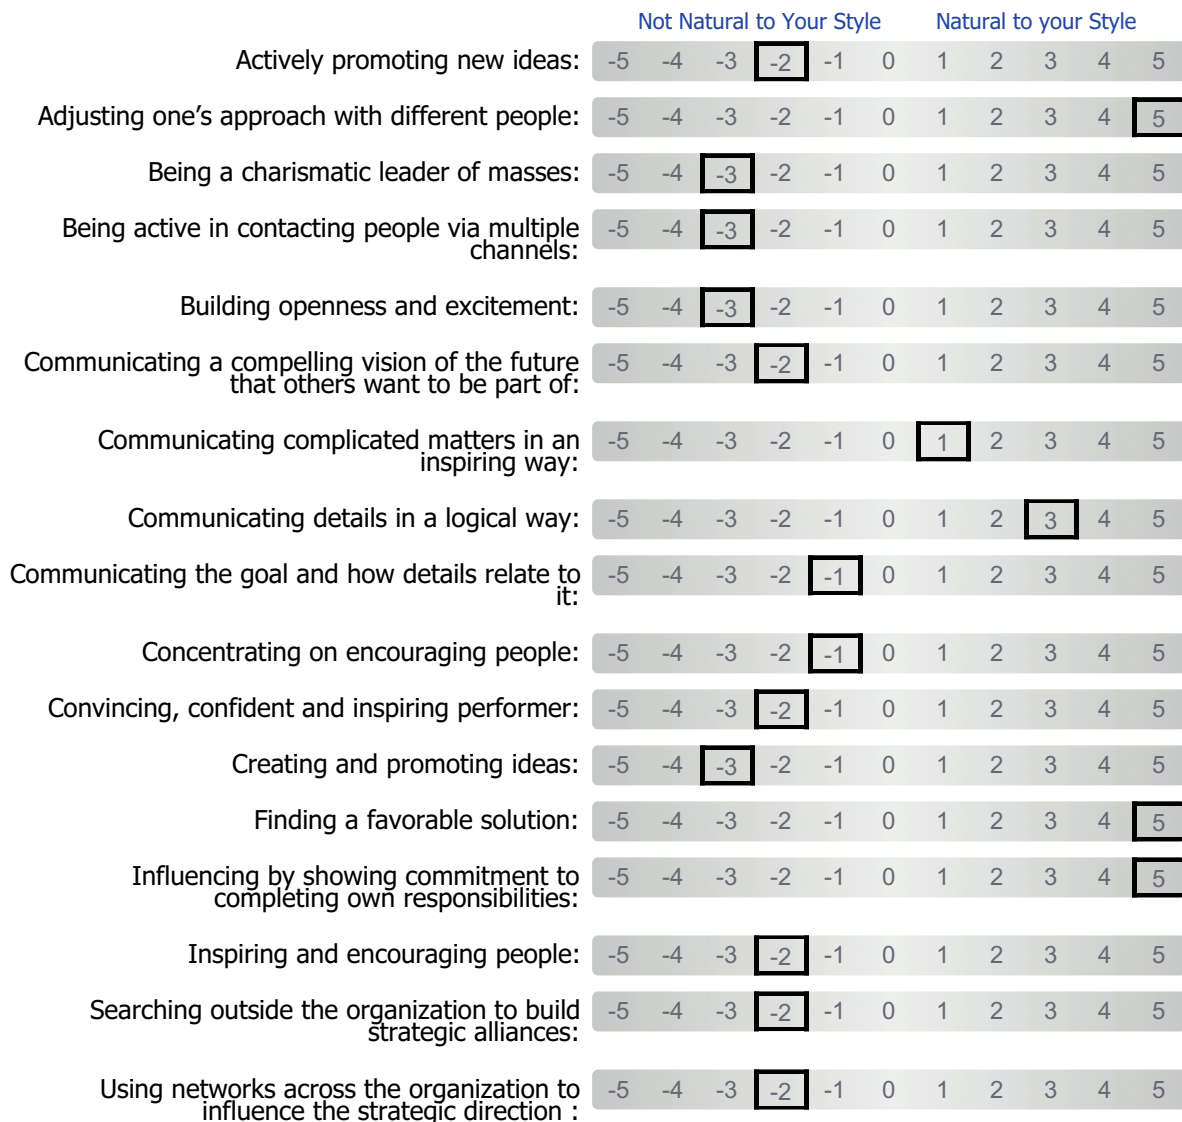 Not Natural to Your Style Natural to your Style
Actively promoting new ideas: -5 -4 -3 -2 -1 0 1 2 3 4 5
Adjusting one’s approach with different people: -5 -4 -3 -2 -1 0 1 2 3 4 5
Being a charismatic leader of masses: -5 -4 -3 -2 -1 0 1 2 3 4 5
Being active in contacting people via multiple -5 -4 -3 -2 -1 0 1 2 3 4 5
channels:
Building openness and excitement: -5 -4 -3 -2 -1 0 1 2 3 4 5
Communicating a compelling vision of the future -5 -4 -3 -2 -1 0 1 2 3 4 5
that others want to be part of:
Communicating complicated matters in an -5 -4 -3 -2 -1 0 1 2 3 4 5
inspiring way:
Communicating details in a logical way: -5 -4 -3 -2 -1 0 1 2 3 4 5
Communicating the goal and how details relate to -5 -4 -3 -2 -1 0 1 2 3 4 5
it:
Concentrating on encouraging people: -5 -4 -3 -2 -1 0 1 2 3 4 5
Convincing, confident and inspiring performer: -5 -4 -3 -2 -1 0 1 2 3 4 5
Creating and promoting ideas: -5 -4 -3 -2 -1 0 1 2 3 4 5
Finding a favorable solution: -5 -4 -3 -2 -1 0 1 2 3 4 5
Influencing by showing commitment to -5 -4 -3 -2 -1 0 1 2 3 4 5
completing own responsibilities:
Inspiring and encouraging people: -5 -4 -3 -2 -1 0 1 2 3 4 5
Searching outside the organization to build -5 -4 -3 -2 -1 0 1 2 3 4 5
strategic alliances:
Using networks across the organization to -5 -4 -3 -2 -1 0 1 2 3 4 5
influence the strategic direction :